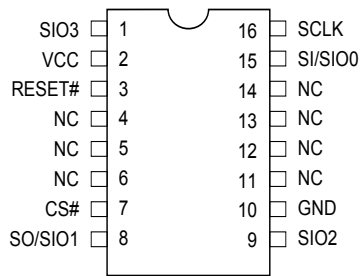 SIO3 1 16 SCLK
VCC 2 15 SI/SIO0
RESET# 3 14 NC
NC 4 13 NC
NC 5 12 NC
NC 6 11 NC
CS# 7 10 GND
SO/SIO1 8 9 SIO2